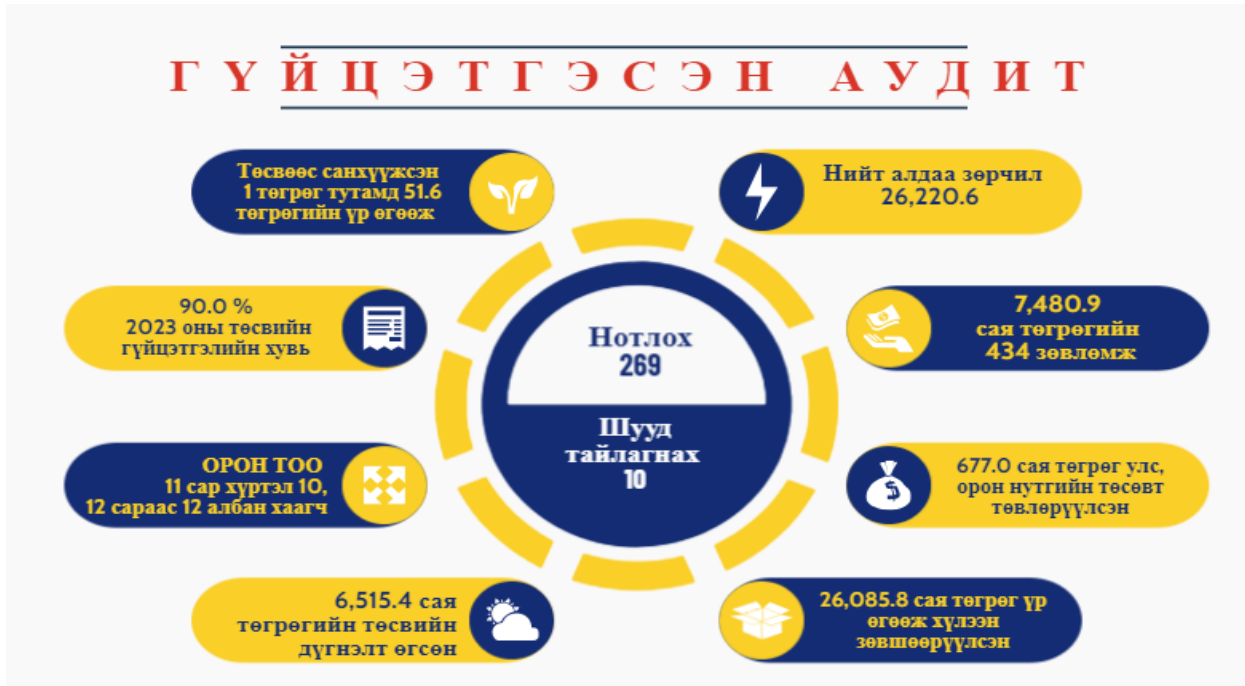 ГҮЙЦЭТГЭСЭН АУДИТ
Төсвөөс санхүүжсэн
1 төгрөг тутамд 51.6
төгрөгийн үр өгөөж
Нийт алдаа зөрчил
26,220.6
90.0 %
2023 оны төсвийн
гүйцэтгэлийн хувь
7,480.9
сая төгрөгийн
434 зөвлөмж
Нотлох
269
Шууд
тайлагнах
10
ОРОН ТОО
11 сар хүртэл 10,
12 сараас 12 албан хаагч
677.0 сая төгрөг улс,
орон нутгийн төсөвт
төвлөрүүлсэн
6,515.4 сая
төгрөгийн төсвийн
дүгнэлт өгсөн
26,085.8 сая төгрөг үр
өгөөж хүлээн
зөвшөөрүүлсэн